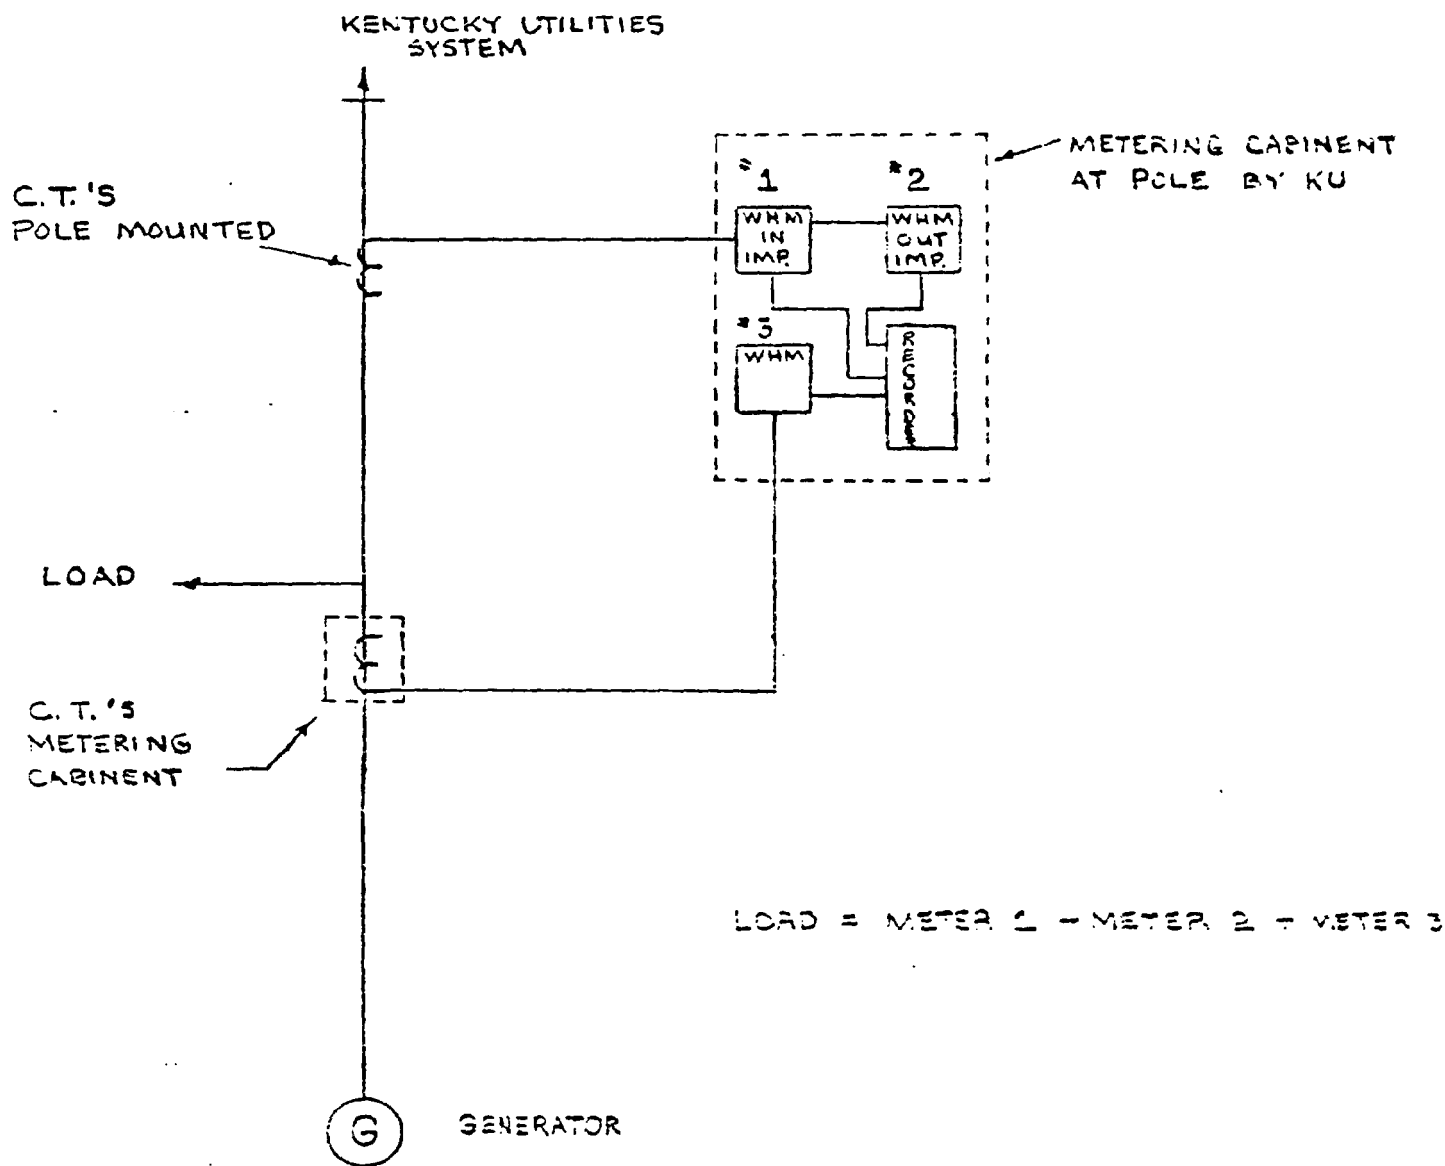 KENTUCKY UTILITIES
SYSTEM
C.T.'S
POLE MOUNTED
METERING CABINENT
AT POLE BY KU
#1
#2
WHM
IN
IMP.
WHM
OUT
IMP.
#3
WHM
RECORDER
LOAD
C.T.'S
METERING
CABINENT
LOAD = METER 1 - METER 2 + METER 3
G
GENERATOR